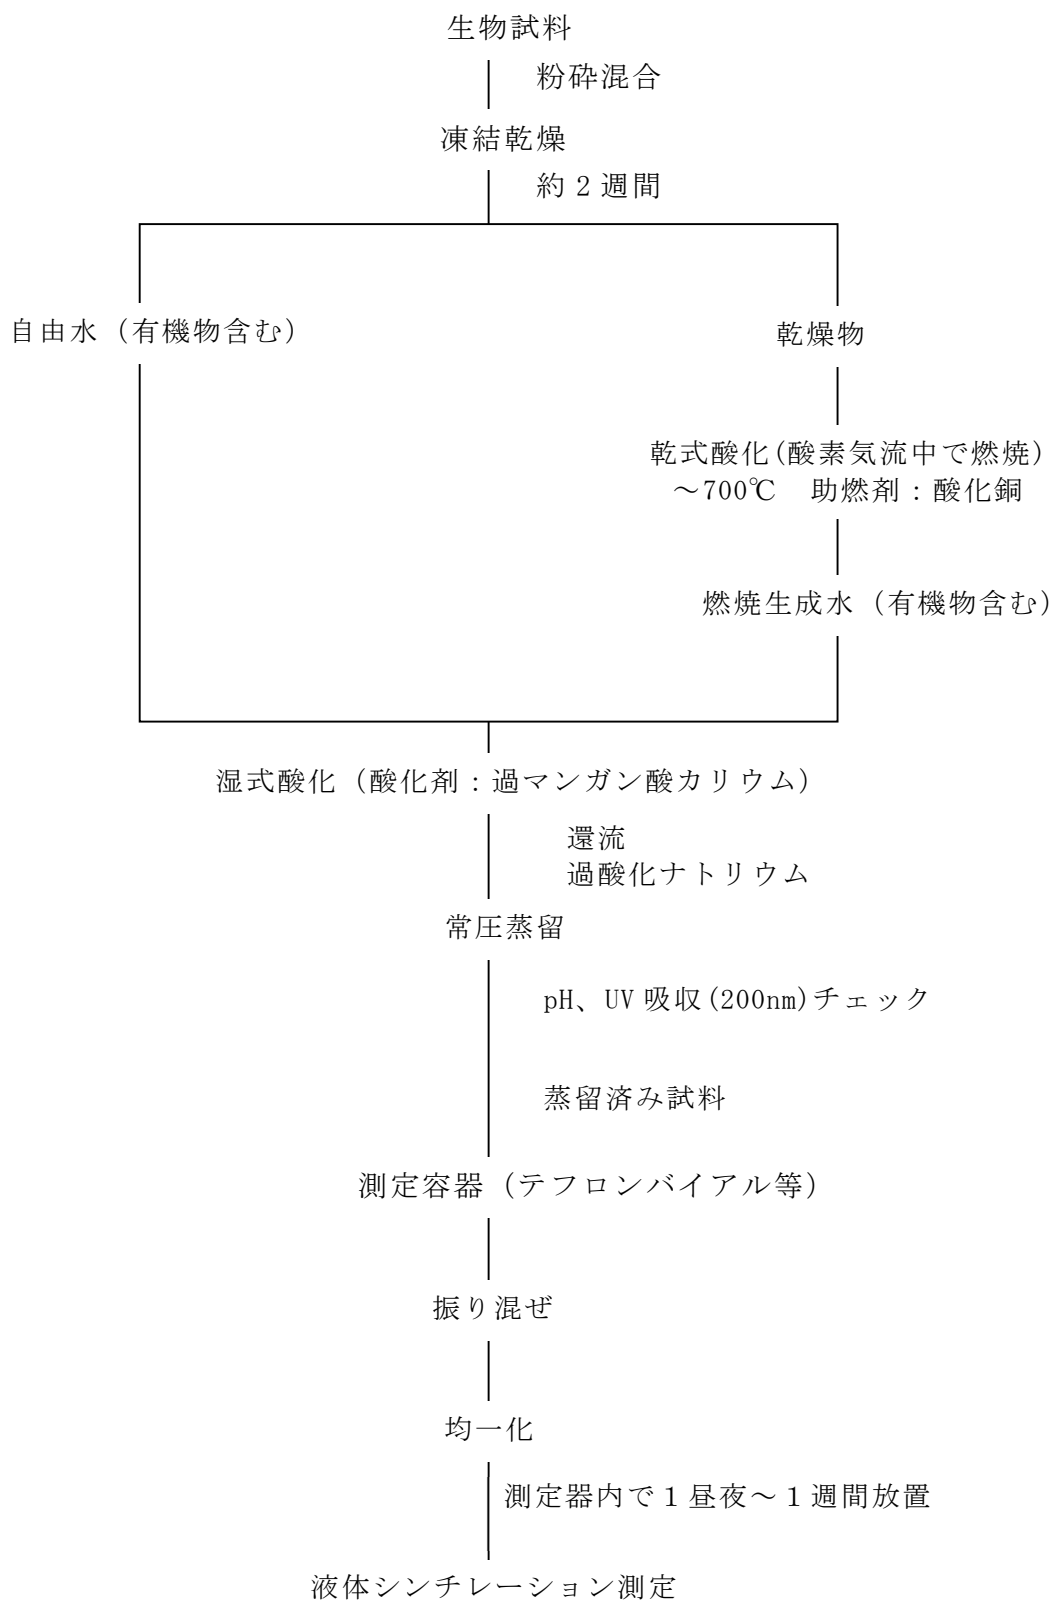 生物試料
粉砕混合
凍結乾燥
約 2 週間
自由水（有機物含む）
乾燥物
乾式酸化(酸素気流中で燃焼)
～700℃　助燃剤：酸化銅
燃焼生成水（有機物含む）
湿式酸化（酸化剤：過マンガン酸カリウム）
還流
過酸化ナトリウム
常圧蒸留
pH、UV 吸収(200nm)チェック
蒸留済み試料
測定容器（テフロンバイアル等）
振り混ぜ
均一化
測定器内で１昼夜～１週間放置
液体シンチレーション測定